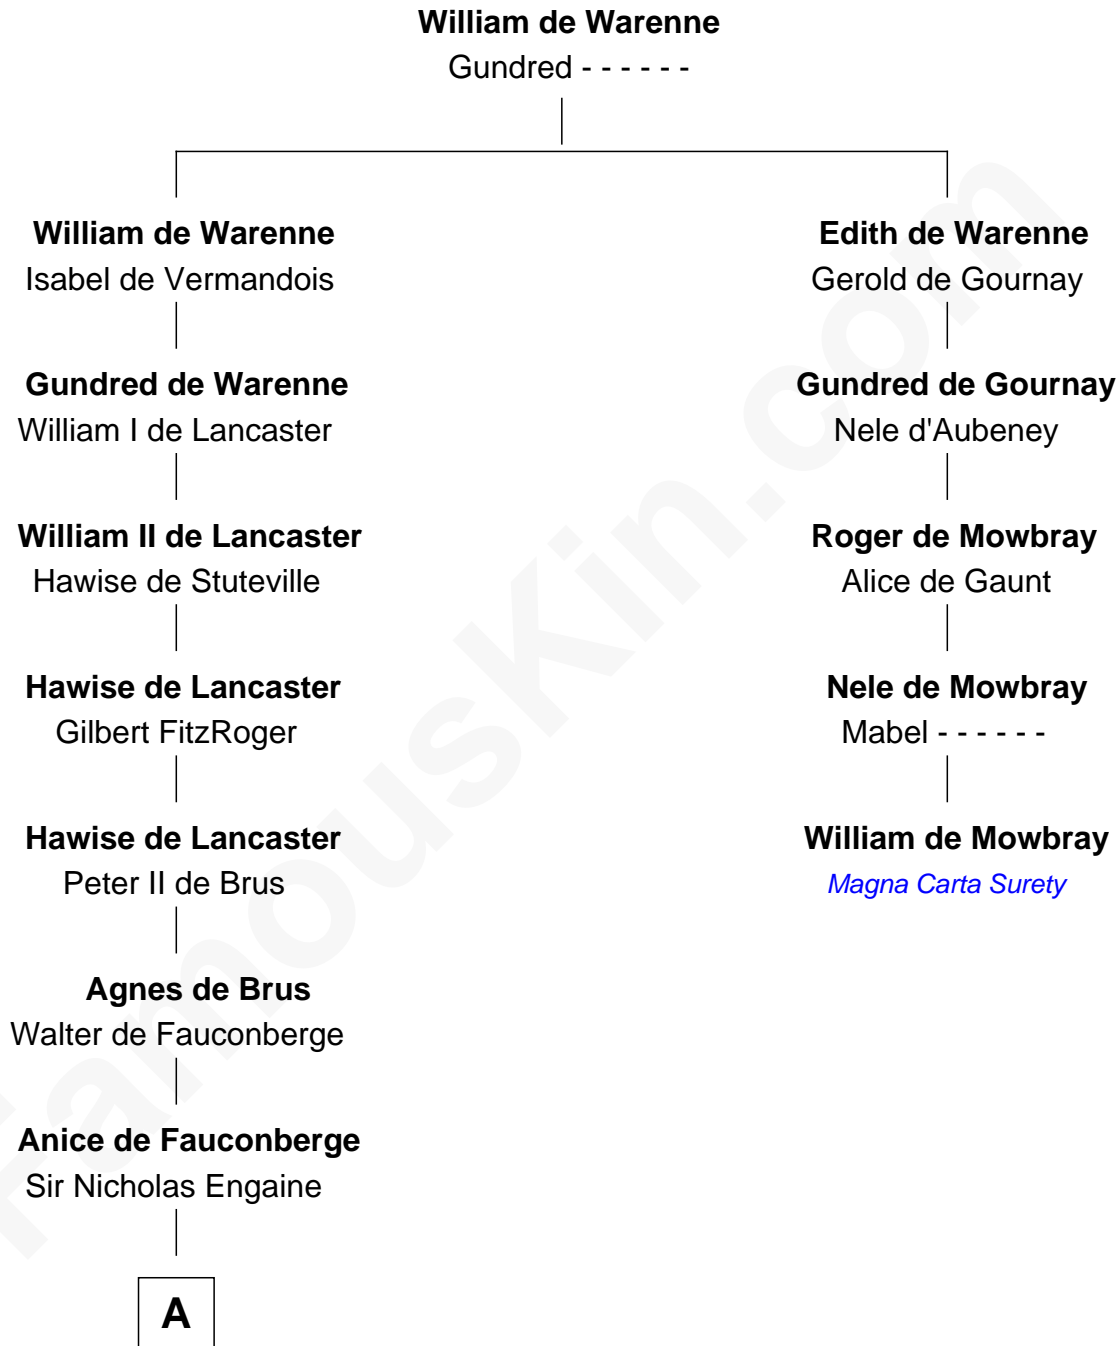 William de Warenne
Gundred - - - - - -
William de Warenne
Isabel de Vermandois
Edith de Warenne
Gerold de Gournay
Gundred de Warenne
William I de Lancaster
Gundred de Gournay
Nele d'Aubeney
William II de Lancaster
Hawise de Stuteville
Roger de Mowbray
Alice de Gaunt
Hawise de Lancaster
Gilbert FitzRoger
Nele de Mowbray
Mabel - - - - - -
Hawise de Lancaster
Peter II de Brus
William de Mowbray
Magna Carta Surety
Agnes de Brus
Walter de Fauconberge
Anice de Fauconberge
Sir Nicholas Engaine
A
FamousKin.com